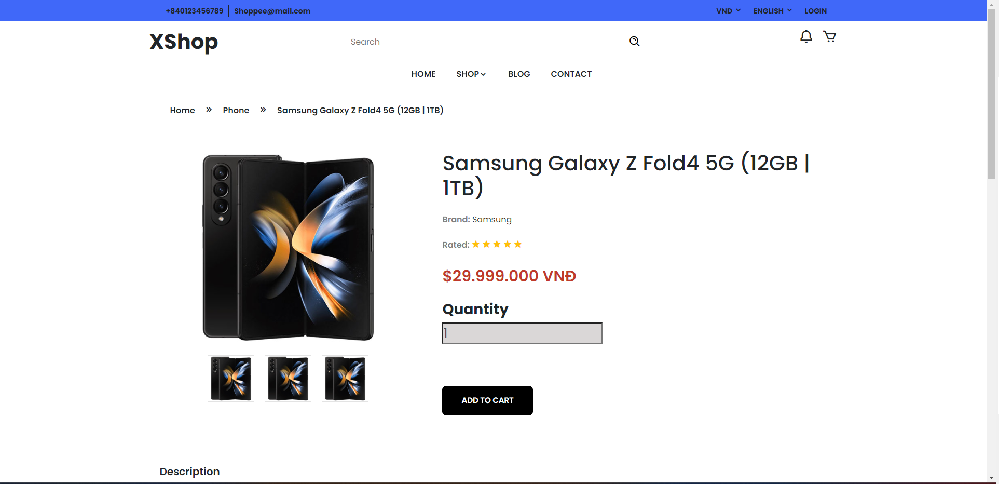 +840123456789 Shoppee@mail.com VND ENGLISH LOGIN
XShop Search
HOME SHOP BLOG CONTACT
Home » Phone » Samsung Galaxy Z Fold4 5G (12GB | 1TB)
Samsung Galaxy Z Fold4 5G (12GB |
1TB)
Brand: Samsung
Rated:
$29.999.000 VNĐ
Quantity
1
ADD TO CART
Description